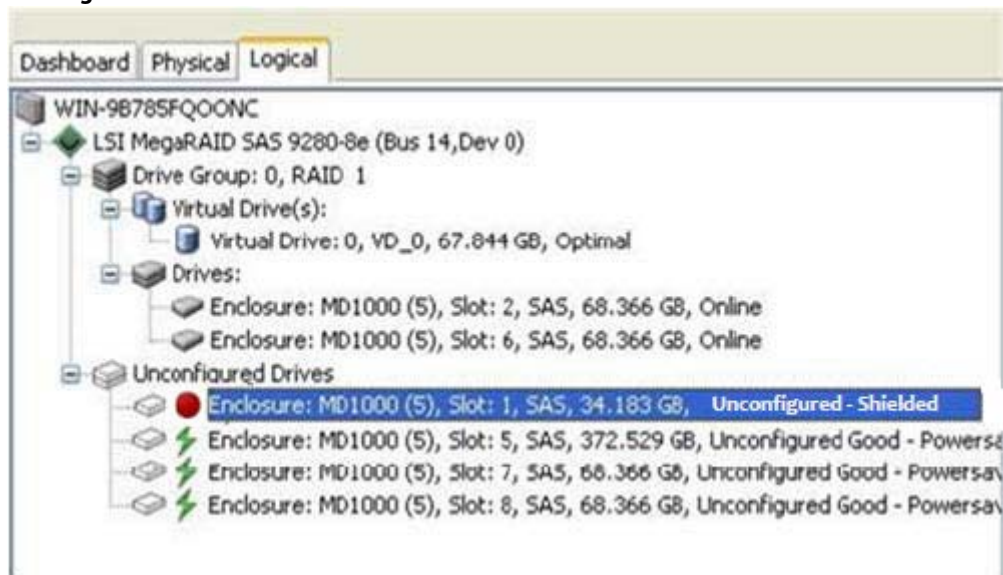 Dashboard Physical Logical
WIN-9B785FQOONC
LSI MegaRAID SAS 9280-8e (Bus 14,Dev 0)
Drive Group: 0, RAID 1
Virtual Drive(s):
Virtual Drive: 0, VD_0, 67.844 GB, Optimal
Drives:
Enclosure: MD1000 (5), Slot: 2, SAS, 68.366 GB, Online
Enclosure: MD1000 (5), Slot: 6, SAS, 68.366 GB, Online
Unconfigured Drives
Enclosure: MD1000 (5), Slot: 1, SAS, 34.183 GB, Unconfigured - Shielded
Enclosure: MD1000 (5), Slot: 5, SAS, 372.529 GB, Unconfigured Good - Powersa
Enclosure: MD1000 (5), Slot: 7, SAS, 68.366 GB, Unconfigured Good - Powersav
Enclosure: MD1000 (5), Slot: 8, SAS, 68.366 GB, Unconfigured Good - Powersav